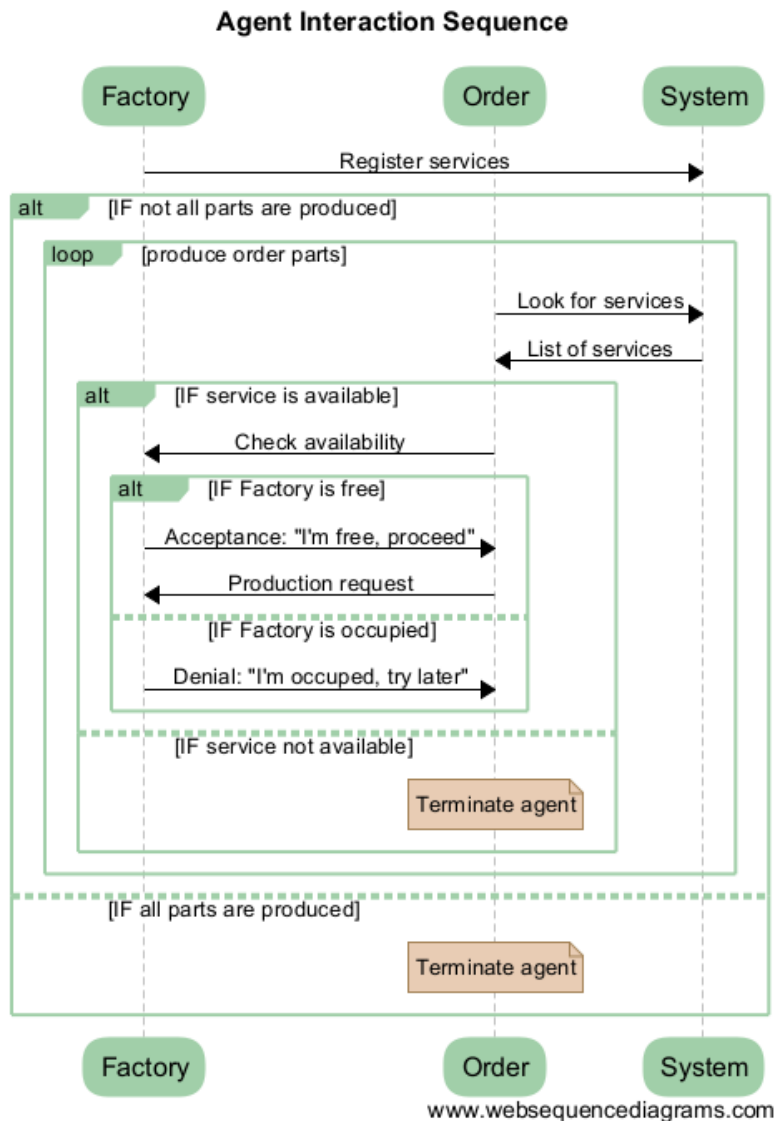 Agent Interaction Sequence
Factory Order System
Register services
alt [IF not all parts are produced]
loop [produce order parts]
Look for services
List of services
alt [IF service is available]
Check availability
alt [IF Factory is free]
Acceptance: "I'm free, proceed"
Production request
[IF Factory is occupied]
Denial: "I'm occuped, try later"
[IF service not available]
Terminate agent
[IF all parts are produced]
Terminate agent
Factory Order System
www.websequencediagrams.com